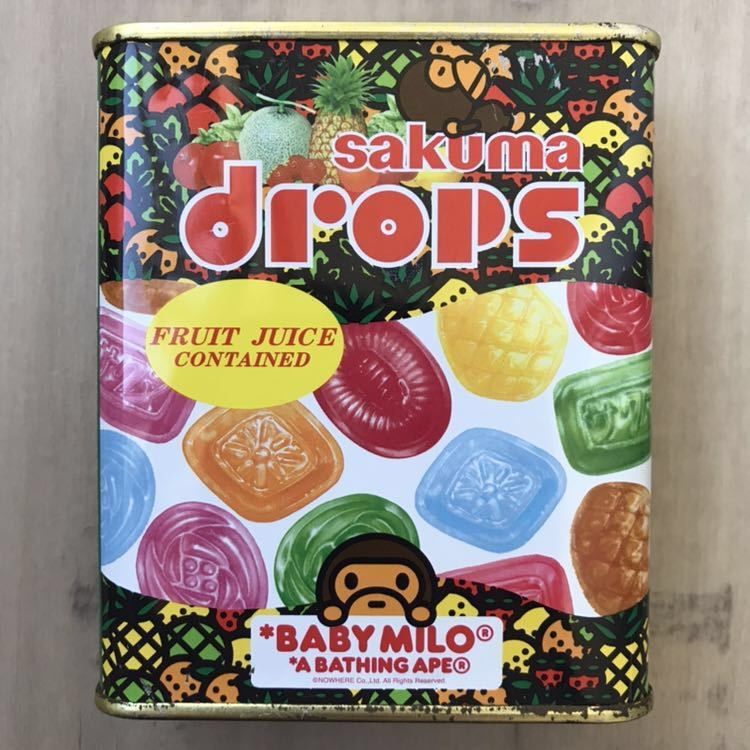 sakuma
drops
FRUIT JUICE
CONTAINED
*BABY MILO®
*A BATHING APE®
©NOWHERE Co.,Ltd. All Rights Reserved.